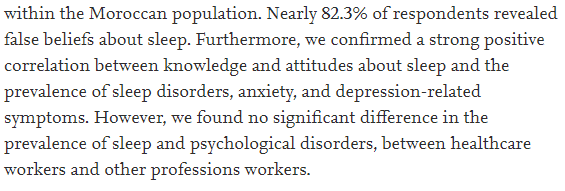 within the Moroccan population. Nearly 82.3% of respondents revealed
false beliefs about sleep. Furthermore, we confirmed a strong positive
correlation between knowledge and attitudes about sleep and the
prevalence of sleep disorders, anxiety, and depression-related
symptoms. However, we found no significant difference in the
prevalence of sleep and psychological disorders, between healthcare
workers and other professions workers.